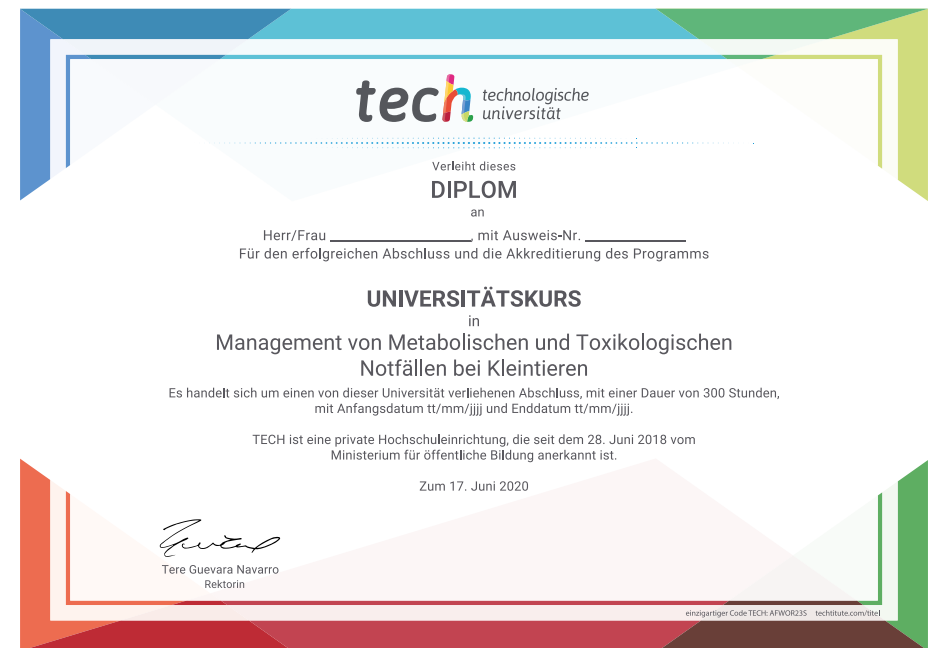 tech technologische
universität
Verleiht dieses
DIPLOM
an
Herr/Frau ____________________, mit Ausweis-Nr. ______________
Für den erfolgreichen Abschluss und die Akkreditierung des Programms
UNIVERSITÄTSKURS
in
Management von Metabolischen und Toxikologischen
Notfällen bei Kleintieren
Es handelt sich um einen von dieser Universität verliehenen Abschluss, mit einer Dauer von 300 Stunden,
mit Anfangsdatum tt/mm/jjjj und Enddatum tt/mm/jjjj.
TECH ist eine private Hochschuleinrichtung, die seit dem 28. Juni 2018 vom
Ministerium für öffentliche Bildung anerkannt ist.
Zum 17. Juni 2020
Tere Guevara Navarro
Rektorin
einzigartiger Code TECH: AFWOR23S techtitute.com/titel